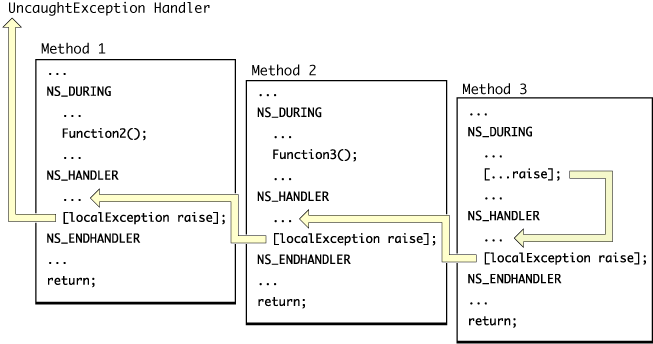 UncaughtException Handler
Method 1
...
NS_DURING
...
Function2();
...
NS_HANDLER
...
[localException raise];
NS_ENDHANDLER
...
return;
Method 2
...
NS_DURING
...
Function3();
...
NS_HANDLER
...
[localException raise];
NS_ENDHANDLER
...
return;
Method 3
...
NS_DURING
...
[...raise];
...
NS_HANDLER
...
[localException raise];
NS_ENDHANDLER
...
return;